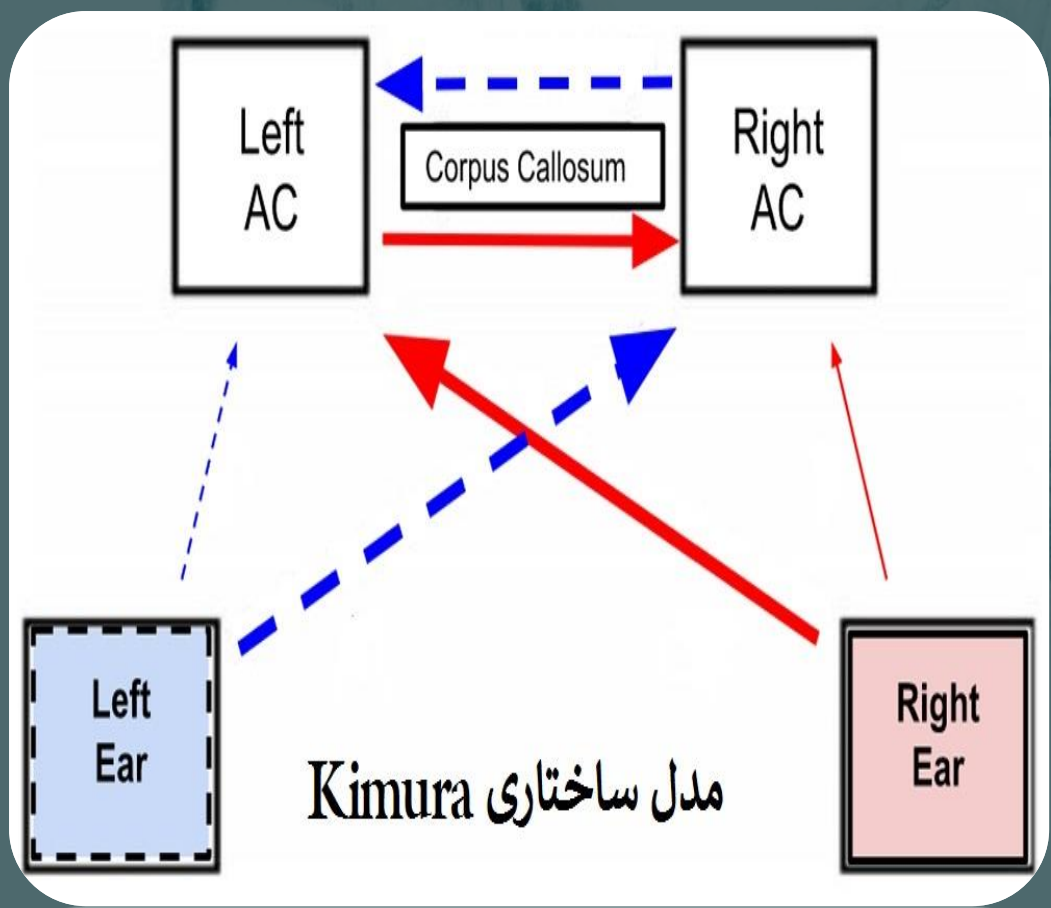 Left
AC
Corpus Callosum
Right
AC
Left
Ear
مدل ساختاری Kimura
Right
Ear